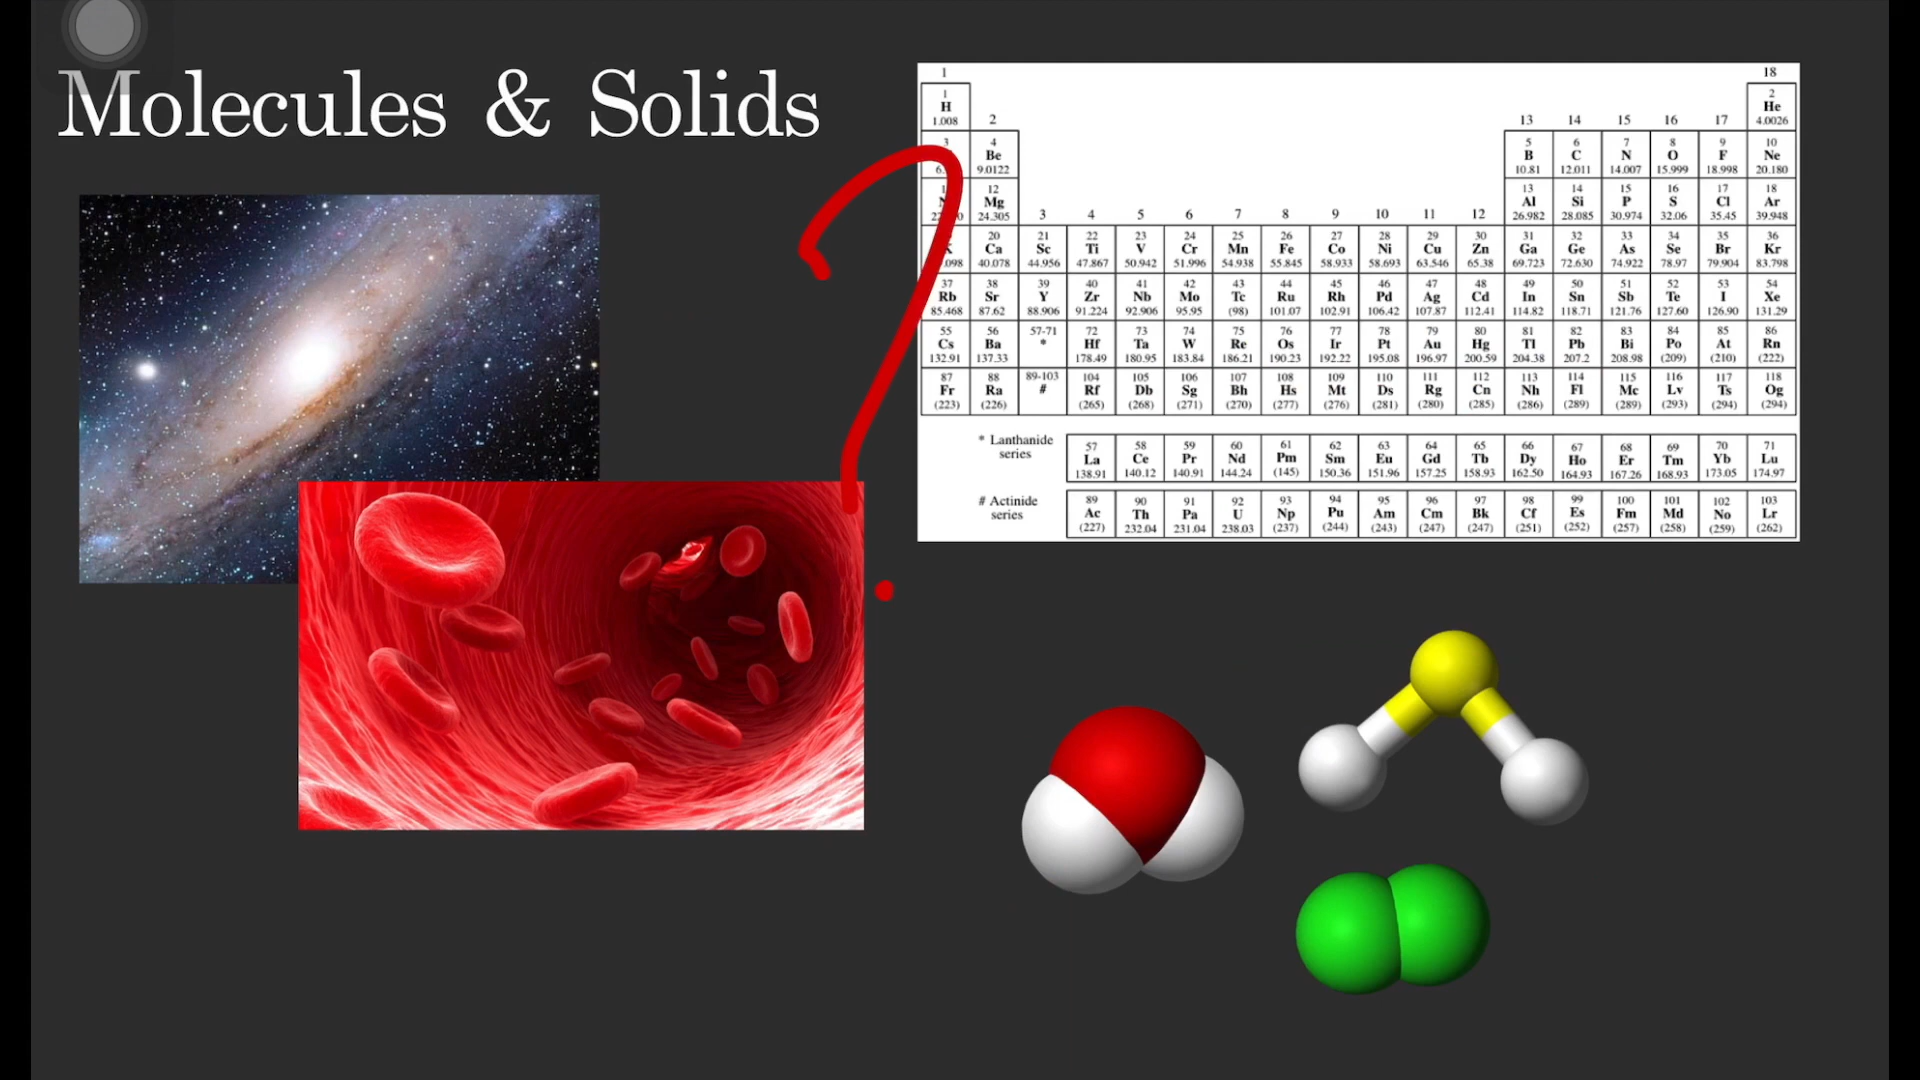 Molecules & Solids
1 18
1 2
H He
1.008 2 13 14 15 16 17 4.0026
3 4 5 6 7 8 9 10
Be B C N O F Ne
9.0122 10.81 12.011 14.007 15.999 18.998 20.180
12 13 14 15 16 17 18
Mg Al Si P S Cl Ar
24.305 3 4 5 6 7 8 9 10 11 12 26.982 28.085 30.974 32.06 35.45 39.948
20 21 22 23 24 25 26 27 28 29 30 31 32 33 34 35 36
K Ca Sc Ti V Cr Mn Fe Co Ni Cu Zn Ga Ge As Se Br Kr
40.078 44.956 47.867 50.942 51.996 54.938 55.845 58.933 58.693 63.546 65.38 69.723 72.630 74.922 78.97 79.904 83.798
37 38 39 40 41 42 43 44 45 46 47 48 49 50 51 52 53 54
Rb Sr Y Zr Nb Mo Tc Ru Rh Pd Ag Cd In Sn Sb Te I Xe
85.468 87.62 88.906 91.224 92.906 95.95 (98) 101.07 102.91 106.42 107.87 112.41 114.82 118.71 121.76 127.60 126.90 131.29
55 56 57-71 72 73 74 75 76 77 78 79 80 81 82 83 84 85 86
Cs Ba * Hf Ta W Re Os Ir Pt Au Hg Tl Pb Bi Po At Rn
132.91 137.33 178.49 180.95 183.84 186.21 190.23 192.22 195.08 196.97 200.59 204.38 207.2 208.98 (209) (210) (222)
87 88 89-103 104 105 106 107 108 109 110 111 112 113 114 115 116 117 118
Fr Ra # Rf Db Sg Bh Hs Mt Ds Rg Cn Nh Fl Mc Lv Ts Og
(223) (226) (265) (268) (271) (270) (277) (276) (281) (280) (285) (286) (289) (289) (293) (294) (294)
* Lanthanide series
57 58 59 60 61 62 63 64 65 66 67 68 69 70 71
La Ce Pr Nd Pm Sm Eu Gd Tb Dy Ho Er Tm Yb Lu
138.91 140.12 140.91 144.24 (145) 150.36 151.96 157.25 158.93 162.50 164.93 167.26 168.93 173.05 174.97
# Actinide series
89 90 91 92 93 94 95 96 97 98 99 100 101 102 103
Ac Th Pa U Np Pu Am Cm Bk Cf Es Fm Md No Lr
(227) 232.04 231.04 238.03 (237) (244) (243) (247) (247) (251) (252) (257) (258) (259) (262)
?